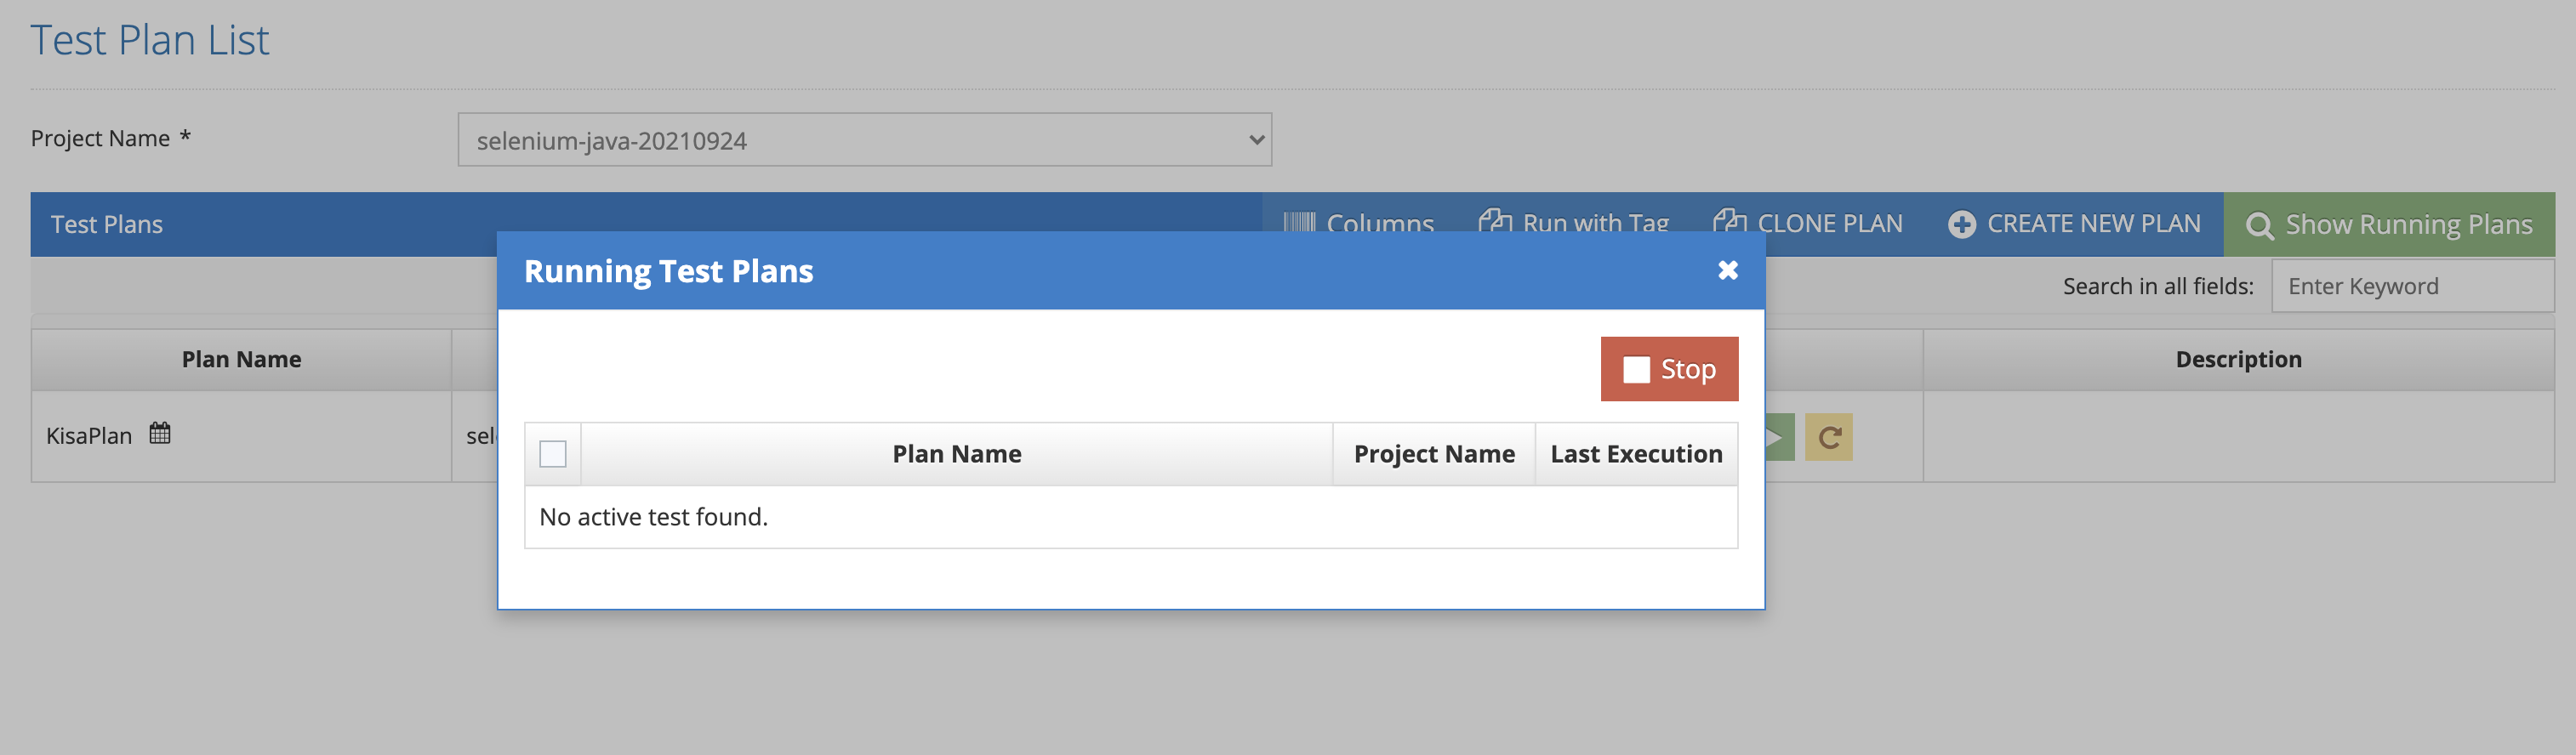 Test Plan List
Project Name *
selenium-java-20210924
Test Plans
Columns
Run with Tag
CLONE PLAN
CREATE NEW PLAN
Show Running Plans
Running Test Plans
Search in all fields:
Enter Keyword
Stop
Plan Name
Description
KisaPlan
sel
Plan Name
Project Name
Last Execution
No active test found.